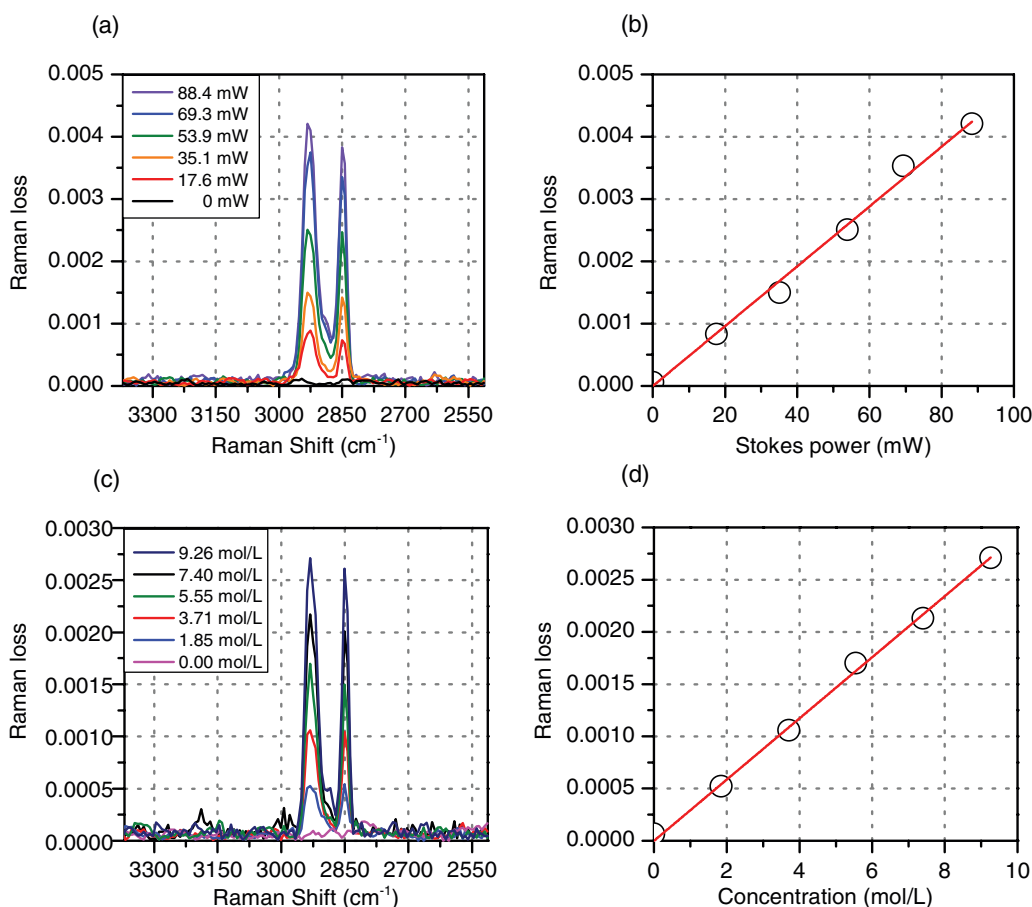 (a)
0.005
0.004
0.003
0.002
0.001
0.000
Raman loss
88.4 mW
69.3 mW
53.9 mW
35.1 mW
17.6 mW
0 mW
3300 3150 3000 2850 2700 2550
Raman Shift (cm⁻¹)
(b)
0.005
0.004
0.003
0.002
0.001
0.000
Raman loss
0 20 40 60 80 100
Stokes power (mW)
(c)
0.0030
0.0025
0.0020
0.0015
0.0010
0.0005
0.0000
Raman loss
9.26 mol/L
7.40 mol/L
5.55 mol/L
3.71 mol/L
1.85 mol/L
0.00 mol/L
3300 3150 3000 2850 2700 2550
Raman Shift (cm⁻¹)
(d)
0.0030
0.0025
0.0020
0.0015
0.0010
0.0005
0.0000
Raman loss
0 2 4 6 8 10
Concentration (mol/L)